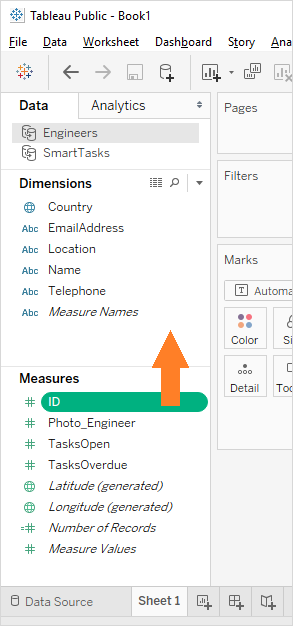 Tableau Public - Book1
File Data Worksheet Dashboard Story Ana
Data Analytics
Pages
Engineers
SmartTasks
Filters
Dimensions
Country
Abc EmailAddress
Abc Location
Abc Name
Abc Telephone
Abc Measure Names
Marks
T Automa
Color Si
Detail Too
Measures
# ID
# Photo_Engineer
# TasksOpen
# TasksOverdue
Latitude (generated)
Longitude (generated)
=# Number of Records
# Measure Values
Data Source Sheet 1